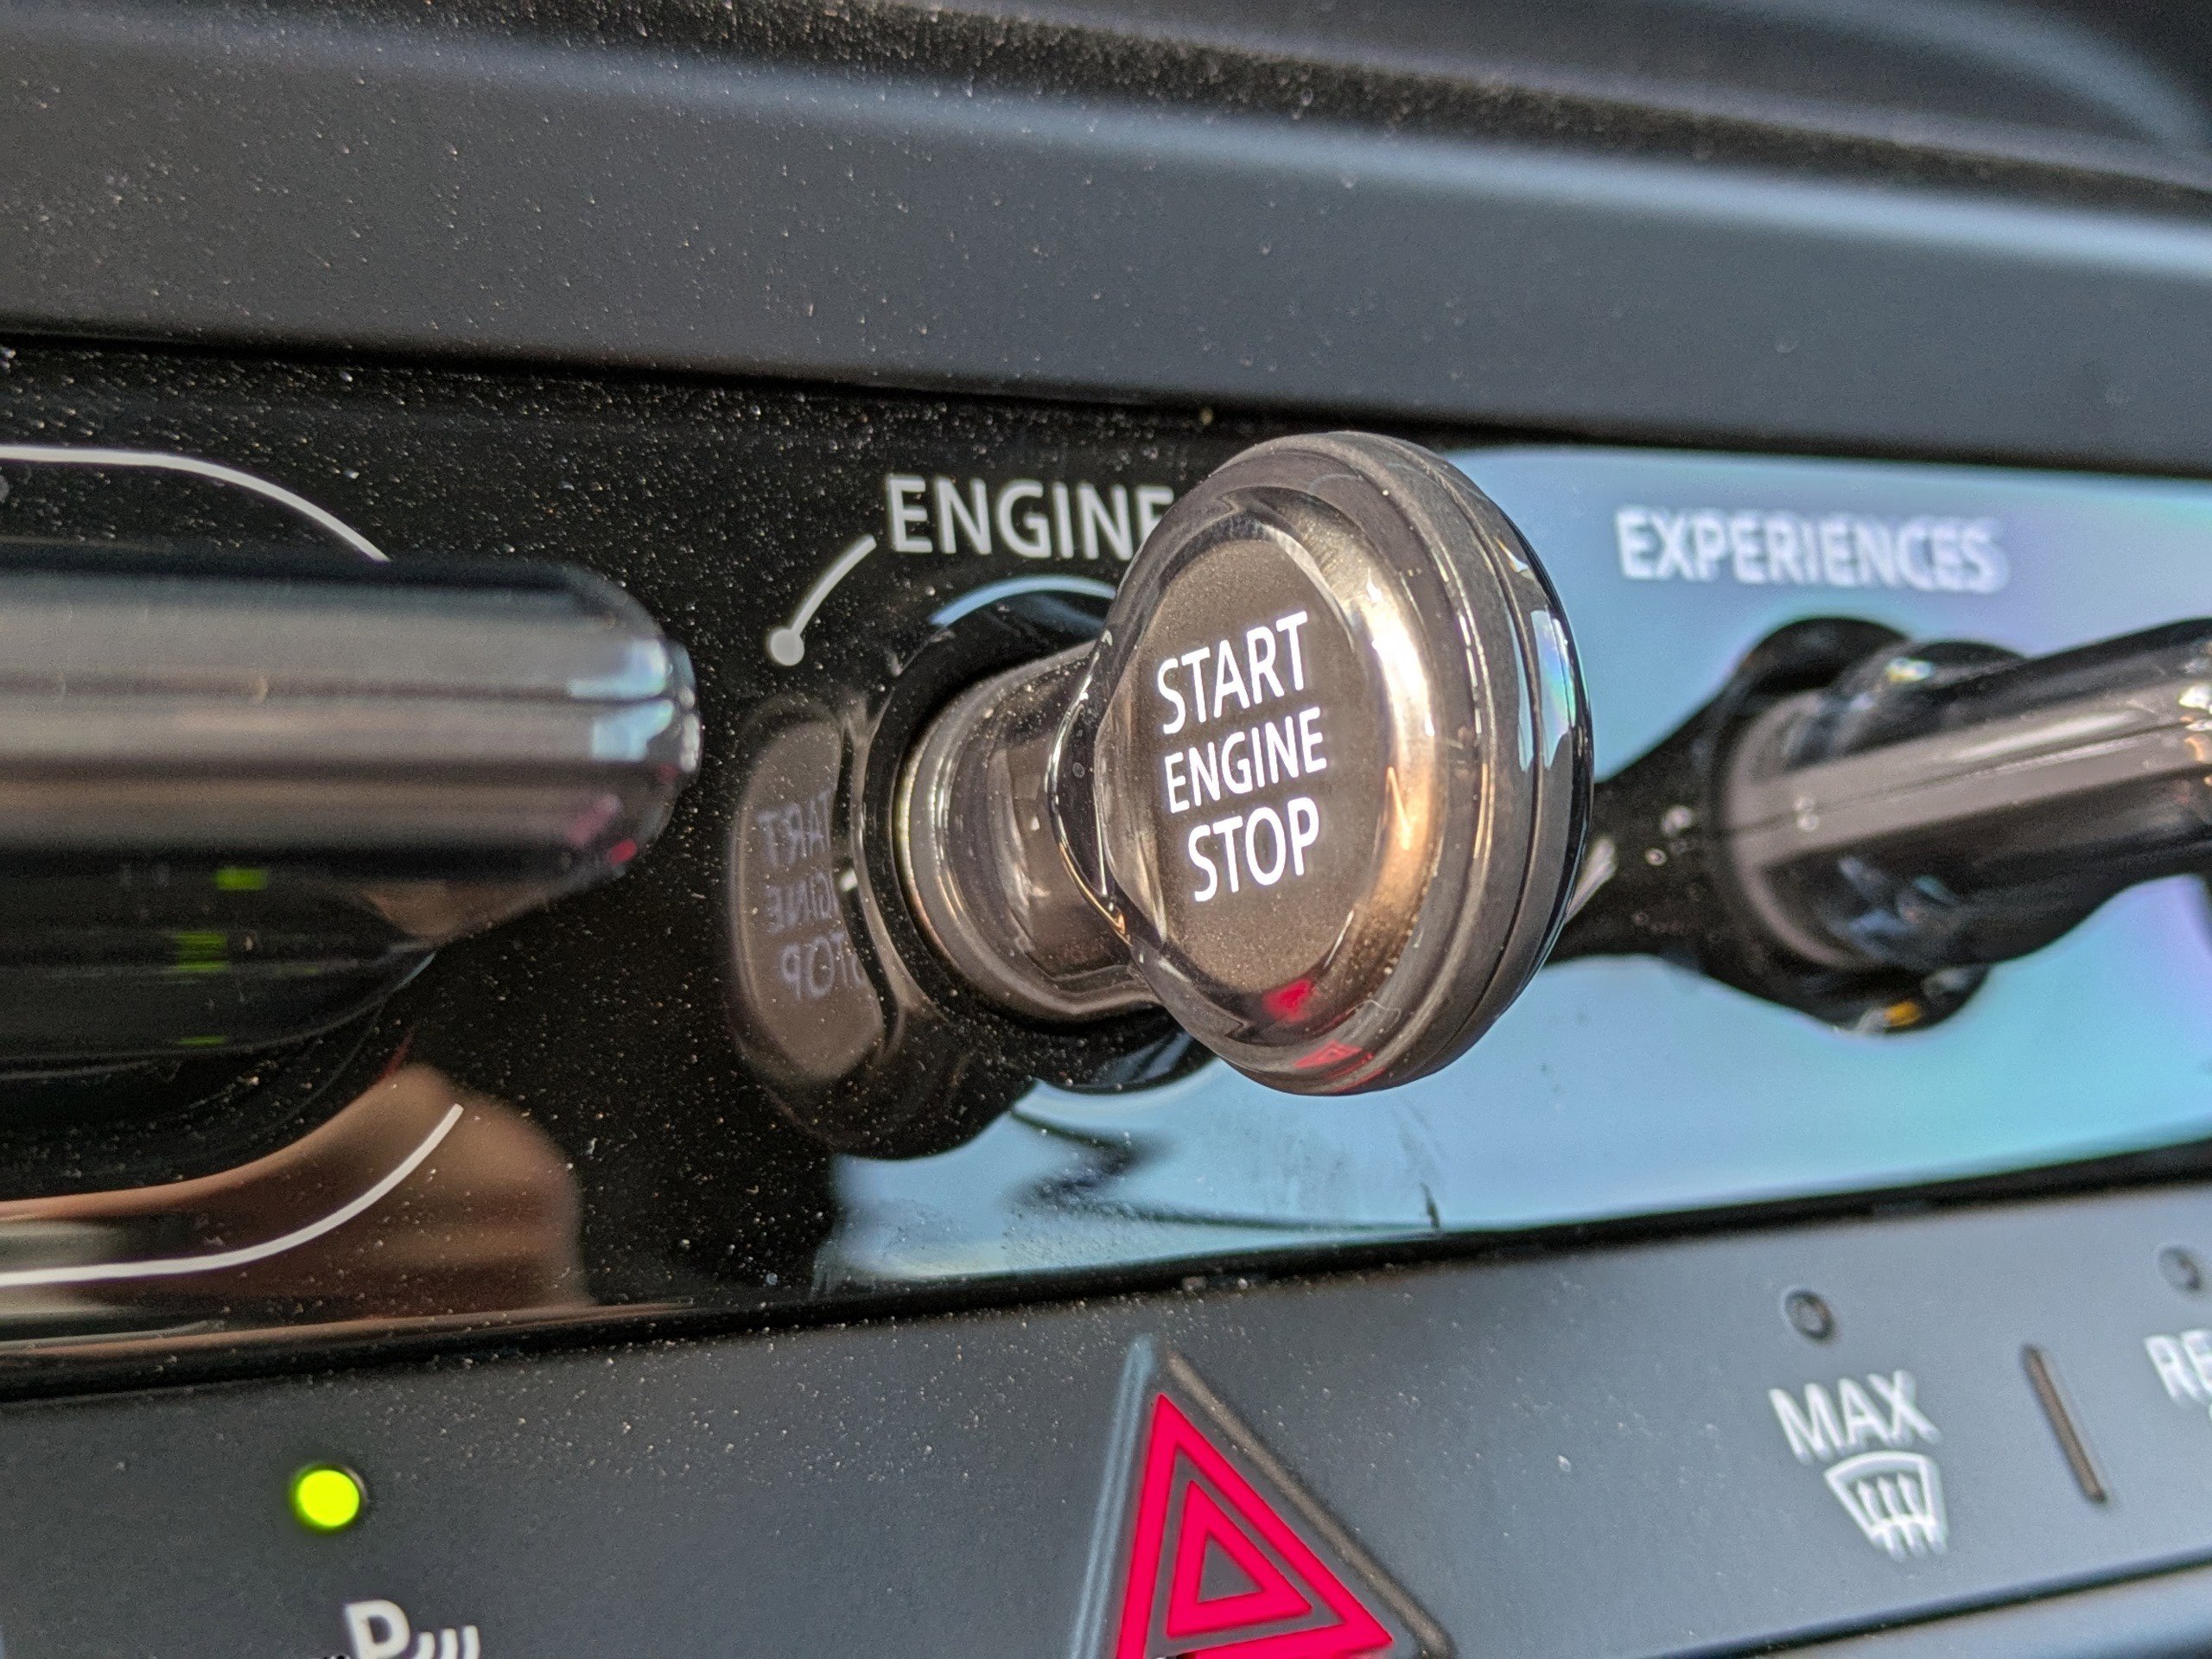 ENGINE
EXPERIENCES
START
ENGINE
STOP
MAX
P